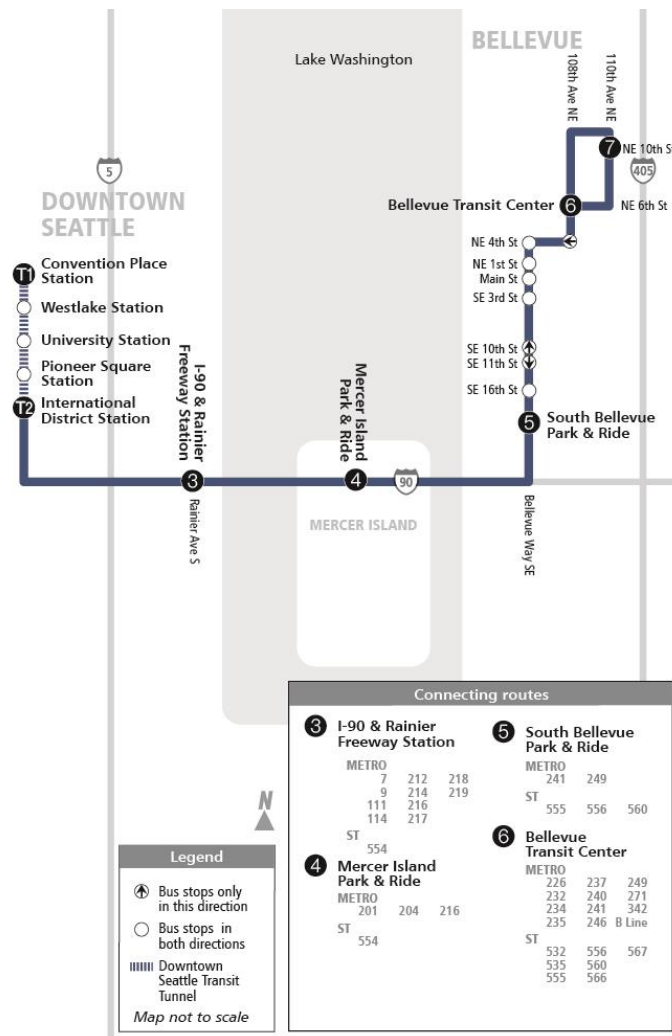 BELLEVUE
Lake Washington
108th Ave NE
110th Ave NE
7
NE 10th St
5
405
DOWNTOWN
SEATTLE
Bellevue Transit Center
6
NE 6th St
NE 4th St
T1
Convention Place
Station
NE 1st St
Main St
SE 3rd St
Westlake Station
University Station
SE 10th St
SE 11th St
Pioneer Square
Station
SE 16th St
T2
International
District Station
I-90 & Rainier
Freeway Station
Mercer Island
Park & Ride
5
South Bellevue
Park & Ride
3
4
90
Rainier Ave S
MERCER ISLAND
Bellevue Way SE
Connecting routes
3
I-90 & Rainier
Freeway Station
METRO
7 212 218
9 214 219
111 216
114 217
ST
554
4
Mercer Island
Park & Ride
METRO
201 204 216
ST
554
5
South Bellevue
Park & Ride
METRO
241 249
ST
555 556 560
6
Bellevue
Transit Center
METRO
226 237 249
232 240 271
234 241 342
235 246 B Line
ST
532 556 567
535 560
555 566
N
Legend
Bus stops only
in this direction
Bus stops in
both directions
Downtown
Seattle Transit
Tunnel
Map not to scale